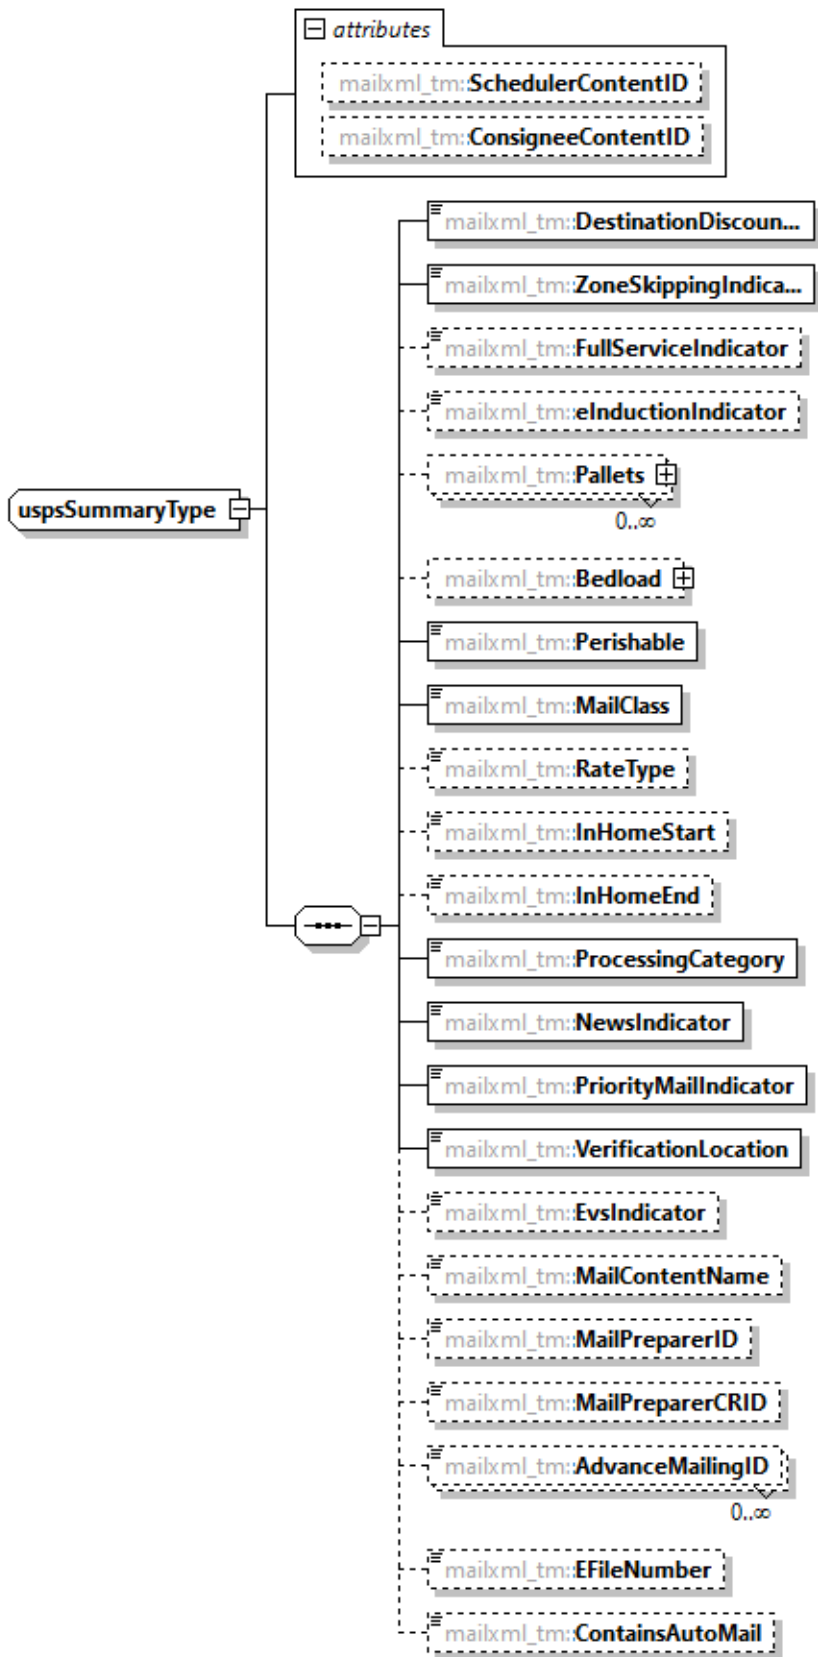 attributes
mailxml_tm::SchedulerContentID
mailxml_tm::ConsigneeContentID
mailxml_tm::DestinationDiscoun...
mailxml_tm::ZoneSkippingIndica...
mailxml_tm::FullServiceIndicator
mailxml_tm::eInductionIndicator
mailxml_tm::Pallets
uspsSummaryType
0..∞
mailxml_tm::Bedload
mailxml_tm::Perishable
mailxml_tm::MailClass
mailxml_tm::RateType
mailxml_tm::InHomeStart
mailxml_tm::InHomeEnd
mailxml_tm::ProcessingCategory
mailxml_tm::NewsIndicator
mailxml_tm::PriorityMailIndicator
mailxml_tm::VerificationLocation
mailxml_tm::EvsIndicator
mailxml_tm::MailContentName
mailxml_tm::MailPreparerID
mailxml_tm::MailPreparerCRID
mailxml_tm::AdvanceMailingID
0..∞
mailxml_tm::EFileNumber
mailxml_tm::ContainsAutoMail